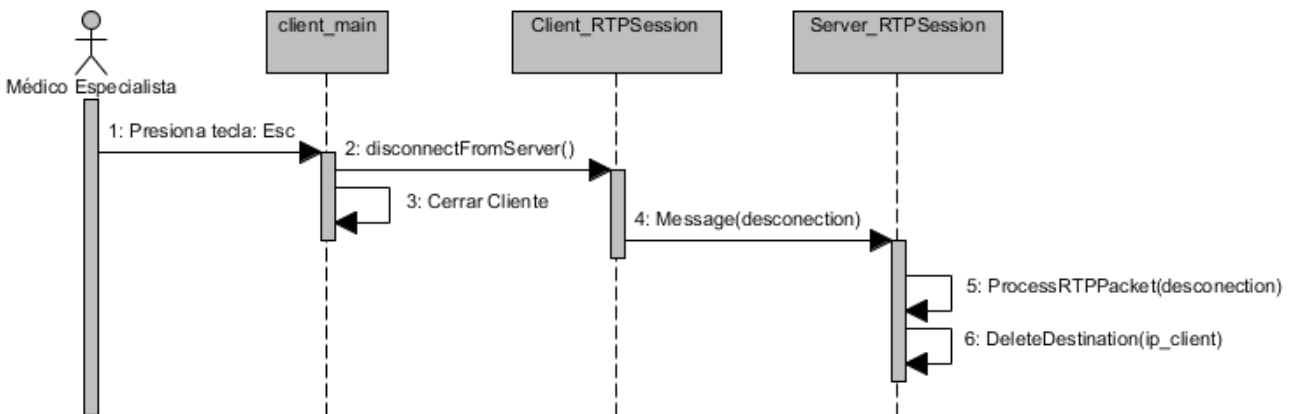 client_main
Client_RTPSession
Server_RTPSession
Médico Especialista
1: Presiona tecla: Esc
2: disconnectFromServer()
3: Cerrar Cliente
4: Message(desconection)
5: ProcessRTPPacket(desconection)
6: DeleteDestination(ip_client)